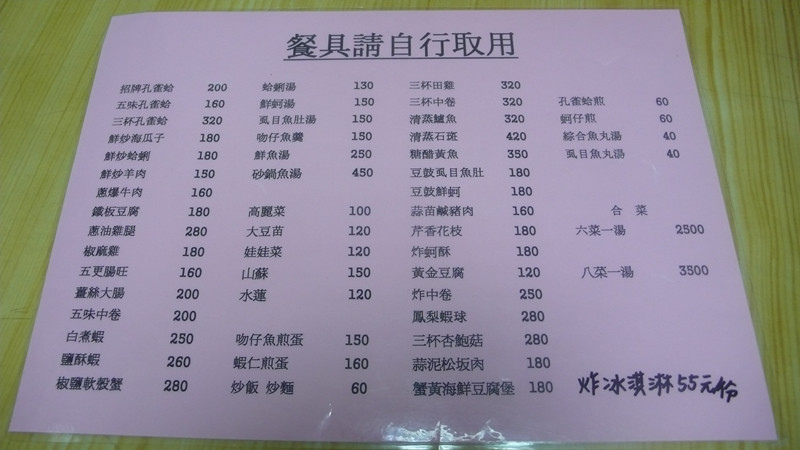 餐具請自行取用
招牌孔雀蛤 200 蛤蜊湯 130 三杯田雞 320
五味孔雀蛤 160 鮮蚵湯 150 三杯中卷 320 孔雀蛤煎 60
三杯孔雀蛤 320 虱目魚肚湯 150 清蒸鱸魚 320 蚵仔煎 60
鮮炒海瓜子 180 吻仔魚羹 150 清蒸石斑 420 綜合魚丸湯 40
鮮炒蛤蜊 180 鮮魚湯 250 糖醋黃魚 350 虱目魚丸湯 40
鮮炒羊肉 150 砂鍋魚湯 450 豆豉虱目魚肚 180
蔥爆牛肉 160 豆豉鮮蚵 180
鐵板豆腐 180 高麗菜 100 蒜苗鹹豬肉 160 合 菜
蔥油雞腿 280 大豆苗 120 芹香花枝 180 六菜一湯 2500
椒麻雞 180 娃娃菜 120 炸蚵酥 180
五更腸旺 160 山蘇 150 黃金豆腐 120 八菜一湯 3500
薑絲大腸 200 水蓮 120 炸中卷 250
五味中卷 200 鳳梨蝦球 280
白煮蝦 250 吻仔魚煎蛋 150 三杯杏鮑菇 280
鹽酥蝦 260 蝦仁煎蛋 160 蒜泥松坂肉 180
椒鹽軟殼蟹 280 炒飯 炒麵 60 蟹黃海鮮豆腐堡 180 炸冰淇淋55元份